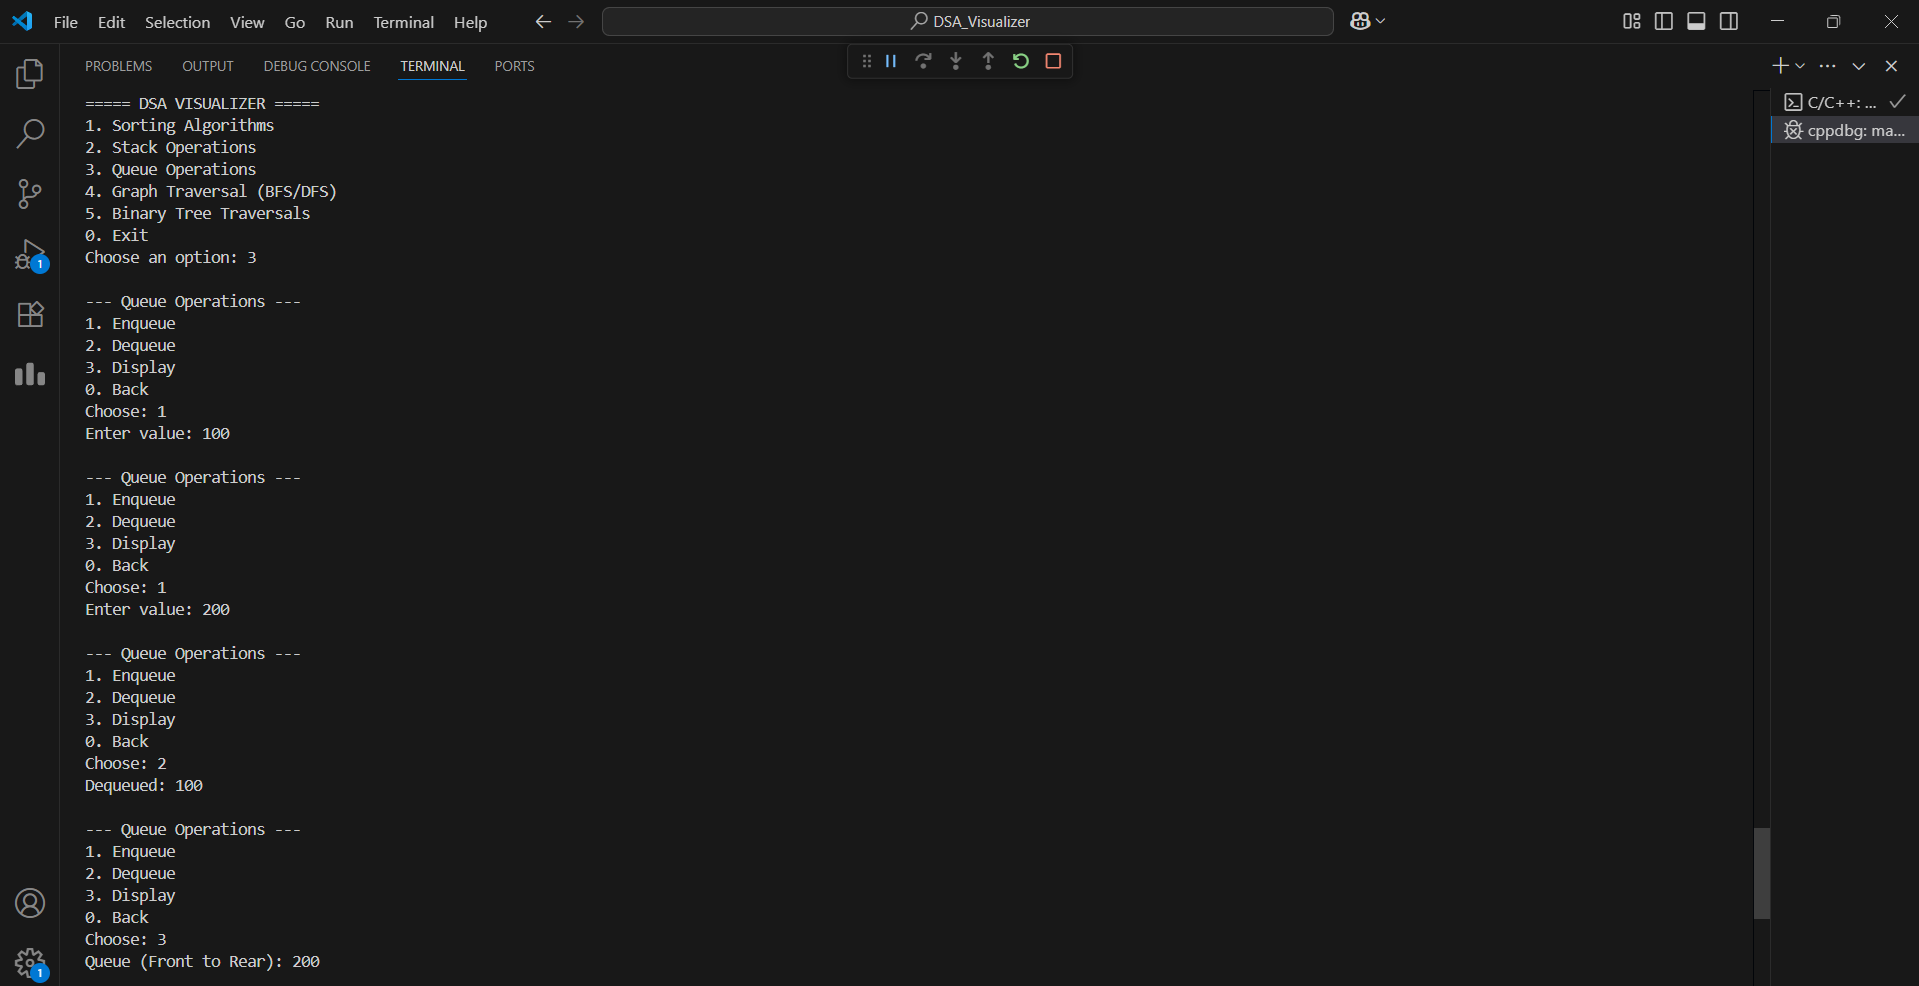 File Edit Selection View Go Run Terminal Help
DSA_Visualizer
PROBLEMS OUTPUT DEBUG CONSOLE TERMINAL PORTS
===== DSA VISUALIZER =====
1. Sorting Algorithms
2. Stack Operations
3. Queue Operations
4. Graph Traversal (BFS/DFS)
5. Binary Tree Traversals
0. Exit
Choose an option: 3
--- Queue Operations ---
1. Enqueue
2. Dequeue
3. Display
0. Back
Choose: 1
Enter value: 100
--- Queue Operations ---
1. Enqueue
2. Dequeue
3. Display
0. Back
Choose: 1
Enter value: 200
--- Queue Operations ---
1. Enqueue
2. Dequeue
3. Display
0. Back
Choose: 2
Dequeued: 100
--- Queue Operations ---
1. Enqueue
2. Dequeue
3. Display
0. Back
Choose: 3
Queue (Front to Rear): 200
C/C++: ...
cppdbg: ma...
1
1